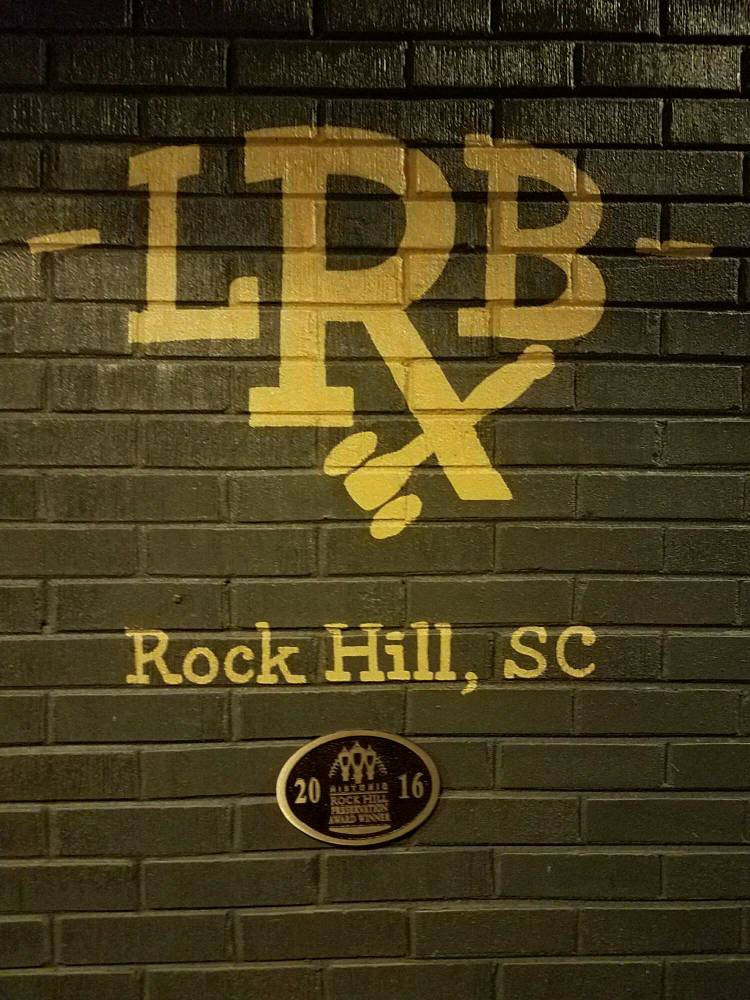 - LRB -
Rock Hill, SC
20 16
HISTORIC
ROCK HILL
PRESERVATION
AWARD WINNER